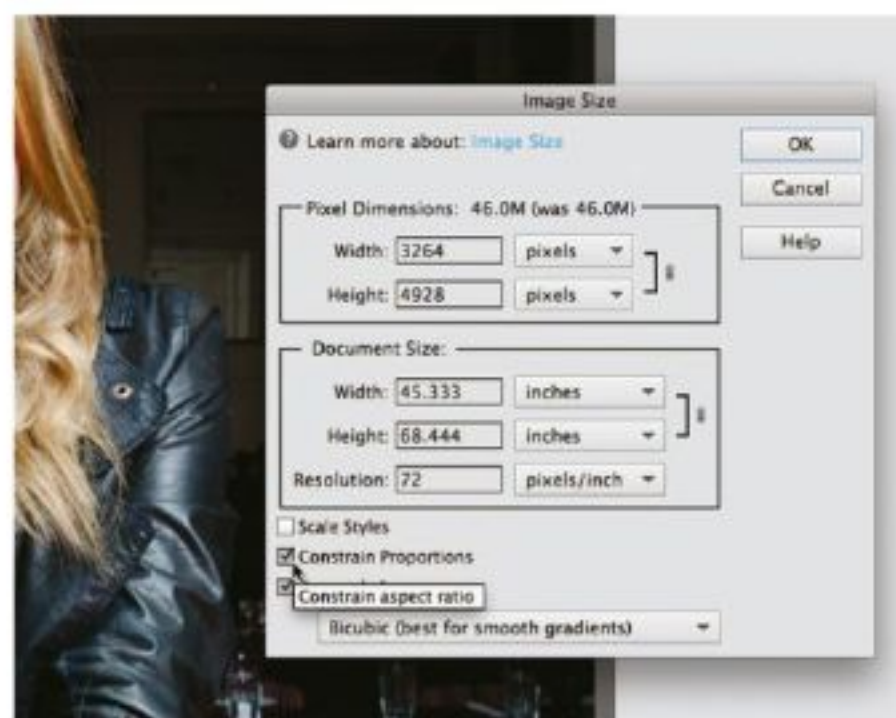 Image Size
Learn more about: Image Size
OK
Cancel
Help
Pixel Dimensions: 46.0M (was 46.0M)
Width: 3264 pixels
Height: 4928 pixels
Document Size:
Width: 45.333 inches
Height: 68.444 inches
Resolution: 72 pixels/inch
Scale Styles
Constrain Proportions
Constrain aspect ratio
Bicubic (best for smooth gradients)